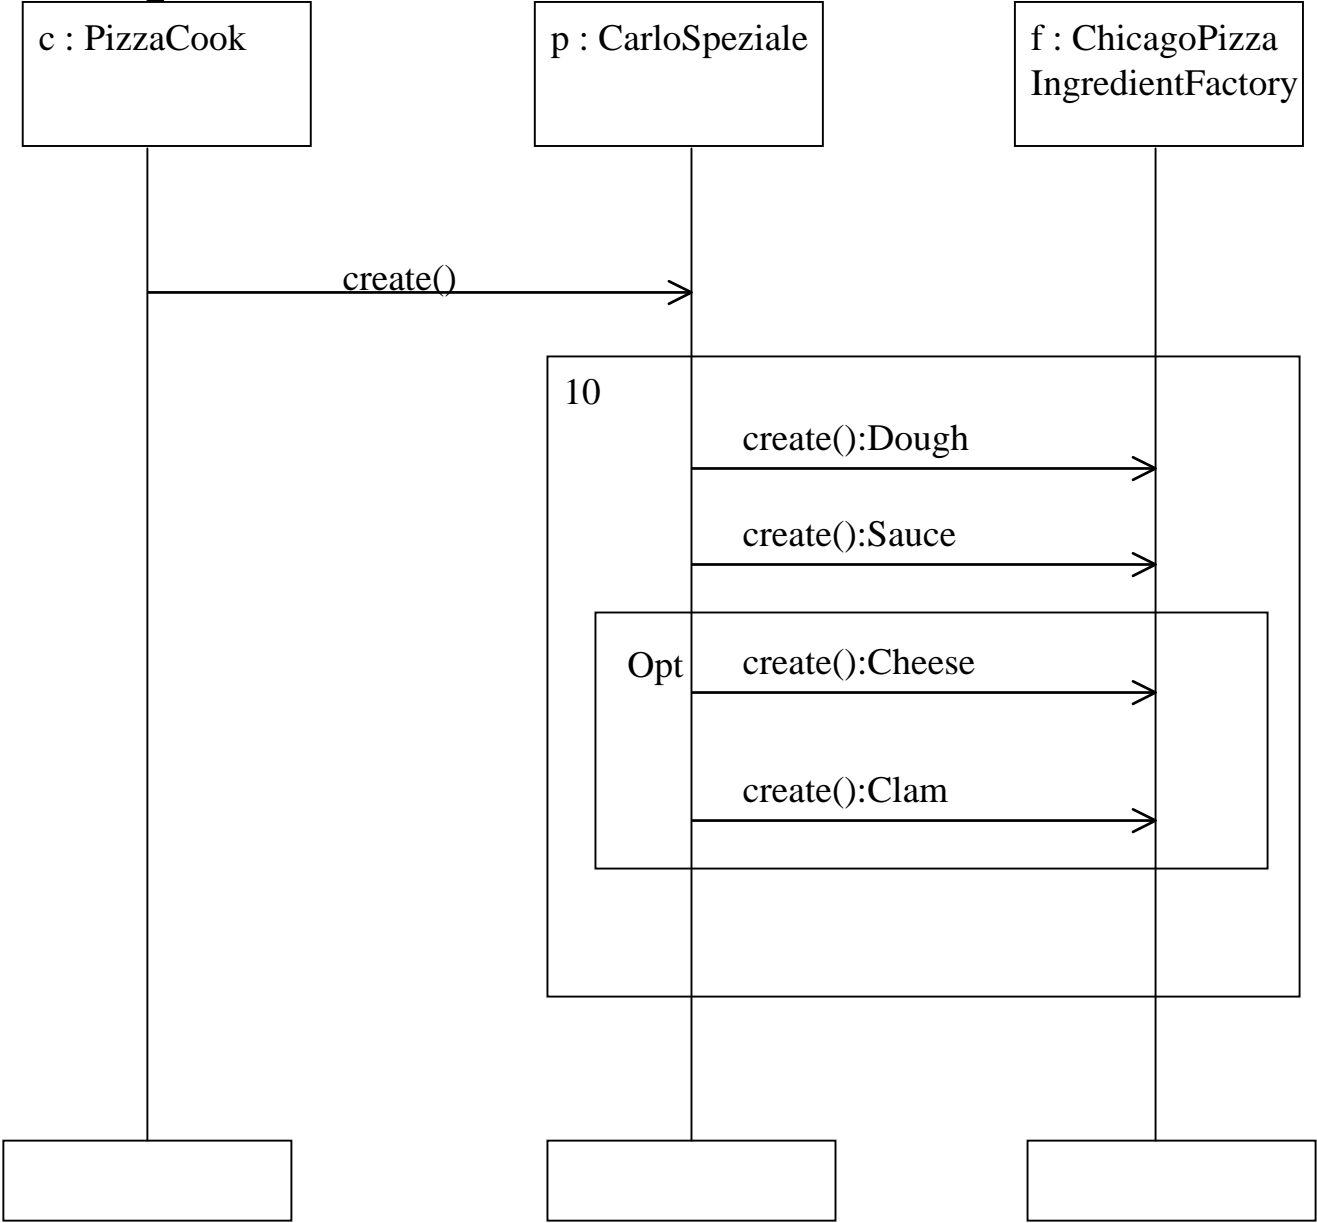 c : PizzaCook
p : CarloSpeziale
f : ChicagoPizza
IngredientFactory
create()
10
create():Dough
create():Sauce
Opt
create():Cheese
create():Clam